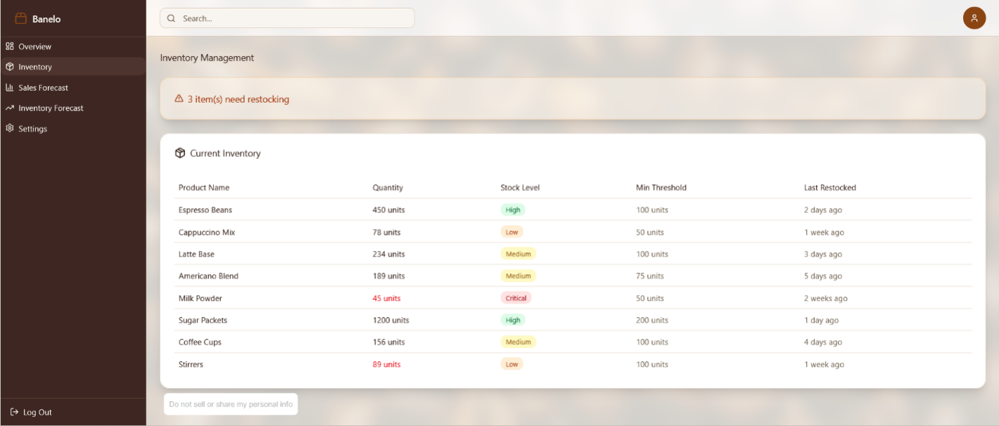 Banelo
Search...
Overview
Inventory
Sales Forecast
Inventory Forecast
Settings
Log Out
Inventory Management
3 item(s) need restocking
Current Inventory
Product Name Quantity Stock Level Min Threshold Last Restocked
Espresso Beans 450 units High 100 units 2 days ago
Cappuccino Mix 78 units Low 50 units 1 week ago
Latte Base 234 units Medium 100 units 3 days ago
Americano Blend 189 units Medium 75 units 5 days ago
Milk Powder 45 units Critical 50 units 2 weeks ago
Sugar Packets 1200 units High 200 units 1 day ago
Coffee Cups 156 units Medium 100 units 4 days ago
Stirrers 89 units Low 100 units 1 week ago
Do not sell or share my personal info